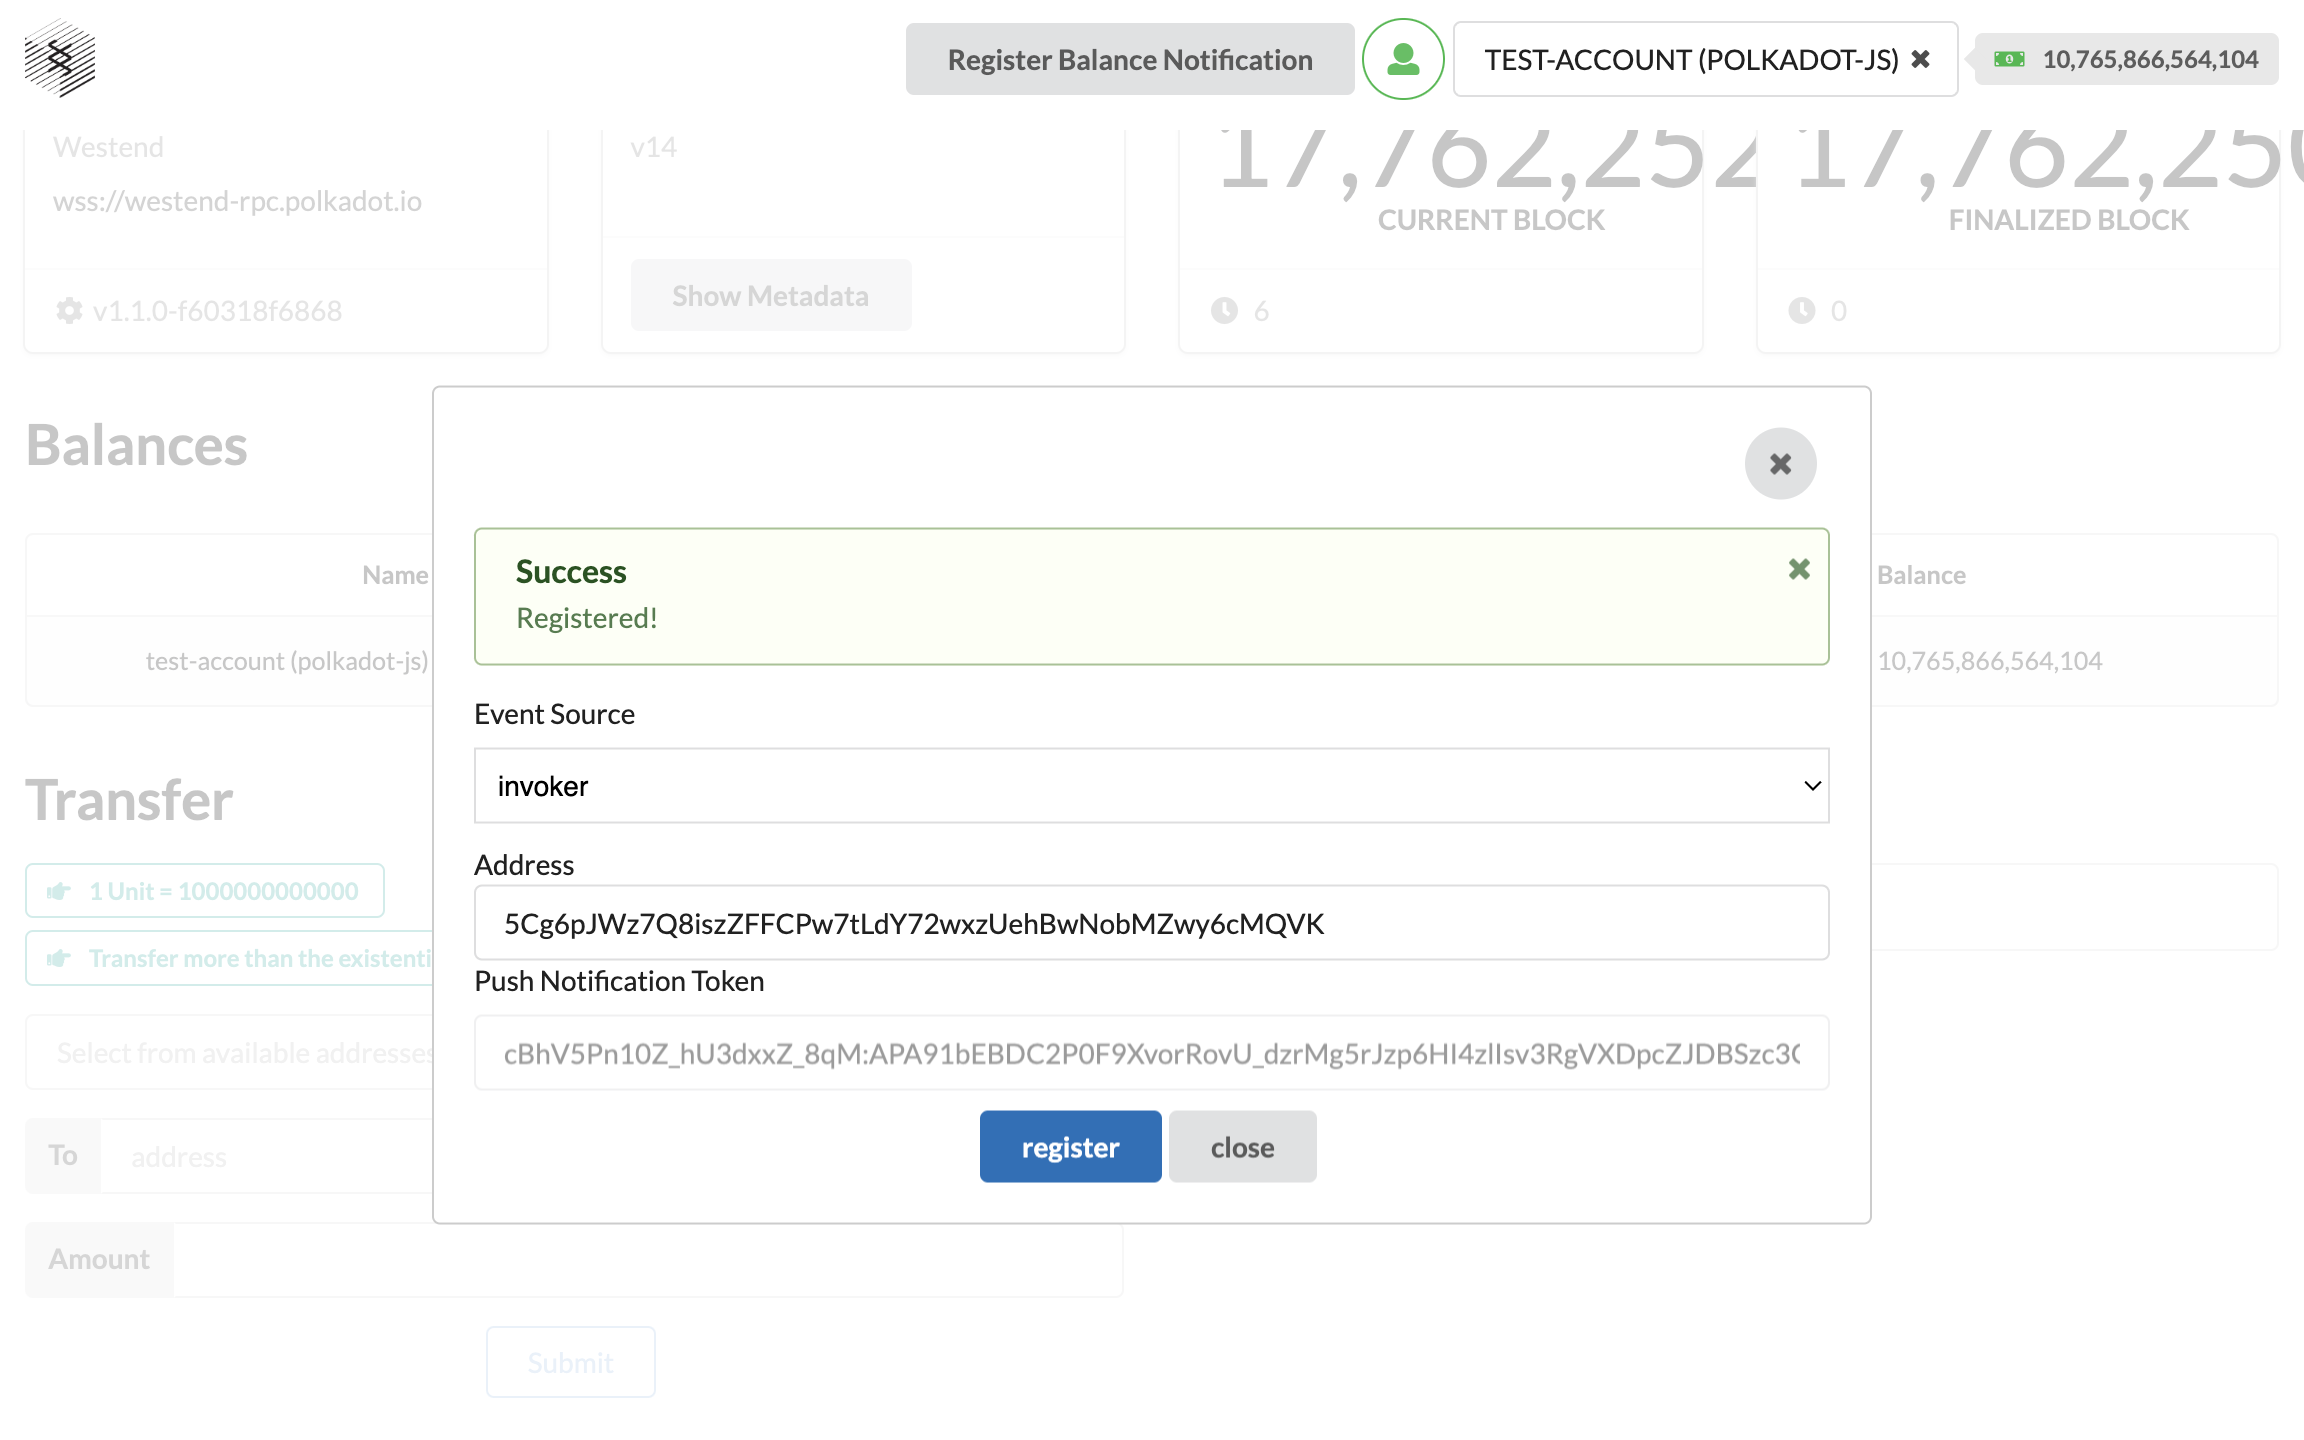 Register Balance Notification
TEST-ACCOUNT (POLKADOT-JS)
10,765,866,564,104
Westend
wss://westend-rpc.polkadot.io
v1.1.0-f60318f6868
v14
Show Metadata
17,762,252
CURRENT BLOCK
6
17,762,250
FINALIZED BLOCK
0
Balances
Name
Balance
test-account (polkadot-js)
10,765,866,564,104
Transfer
1 Unit = 1000000000000
Transfer more than the existenti
Select from available addresses
To
address
Amount
Submit
Success
Registered!
Event Source
invoker
Address
5Cg6pJWz7Q8iszZFFCPw7tLdY72wxzUehBwNobMZwy6cMQVK
Push Notification Token
cBhV5Pn10Z_hU3dxxZ_8qM:APA91bEBDC2P0F9XvorRovU_dzrMg5rJzp6HI4zlIsv3RgVXDpcZJDBSzc3
register
close